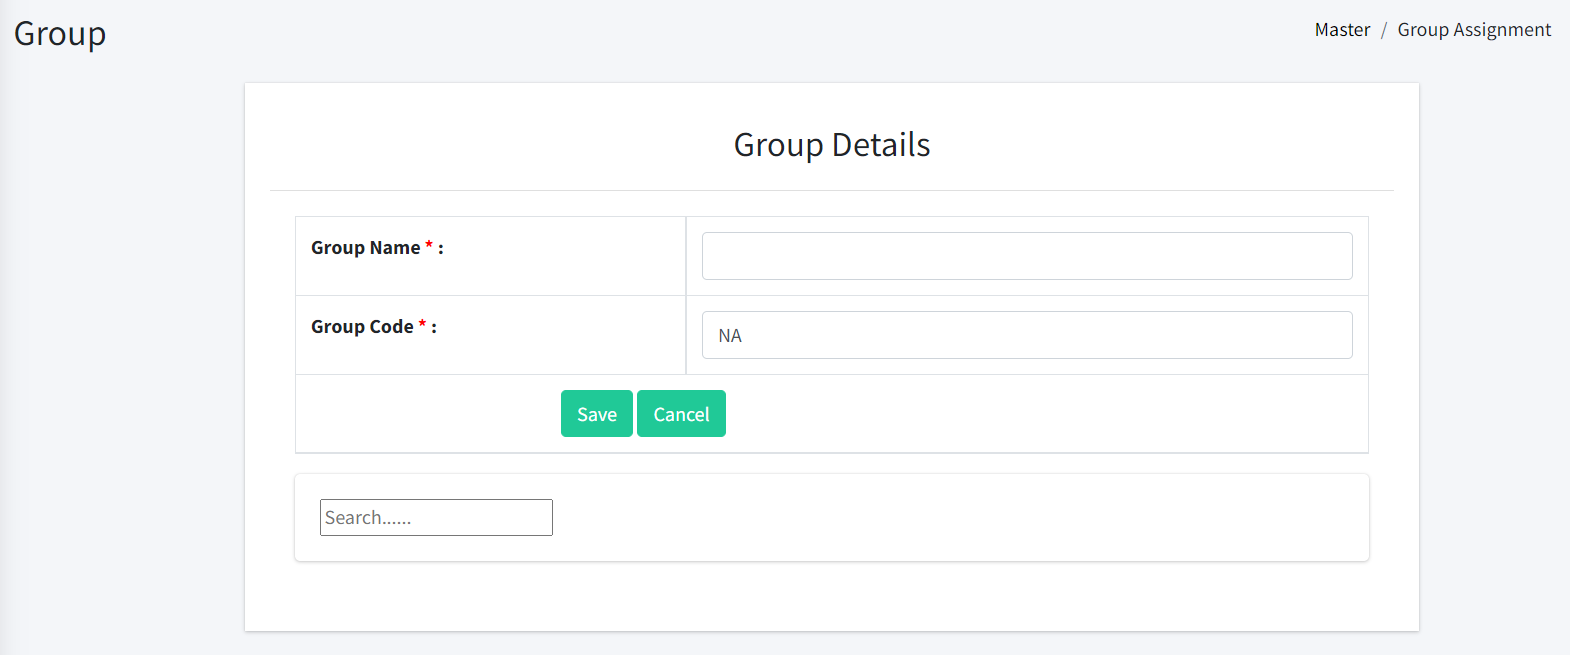 Group
Master / Group Assignment
Group Details
Group Name * :
Group Code * :
NA
Save Cancel
Search......